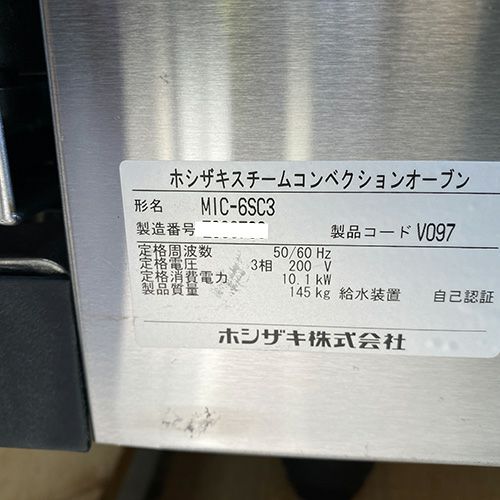 ホシザキスチームコンベクションオーブン
形名 MIC-6SC3
製造番号 製品コード V097
定格周波数 50/60 Hz
定格電圧 3相 200 V
定格消費電力 10.1 kW
製品質量 145 kg 給水装置 自己認証
ホシザキ株式会社